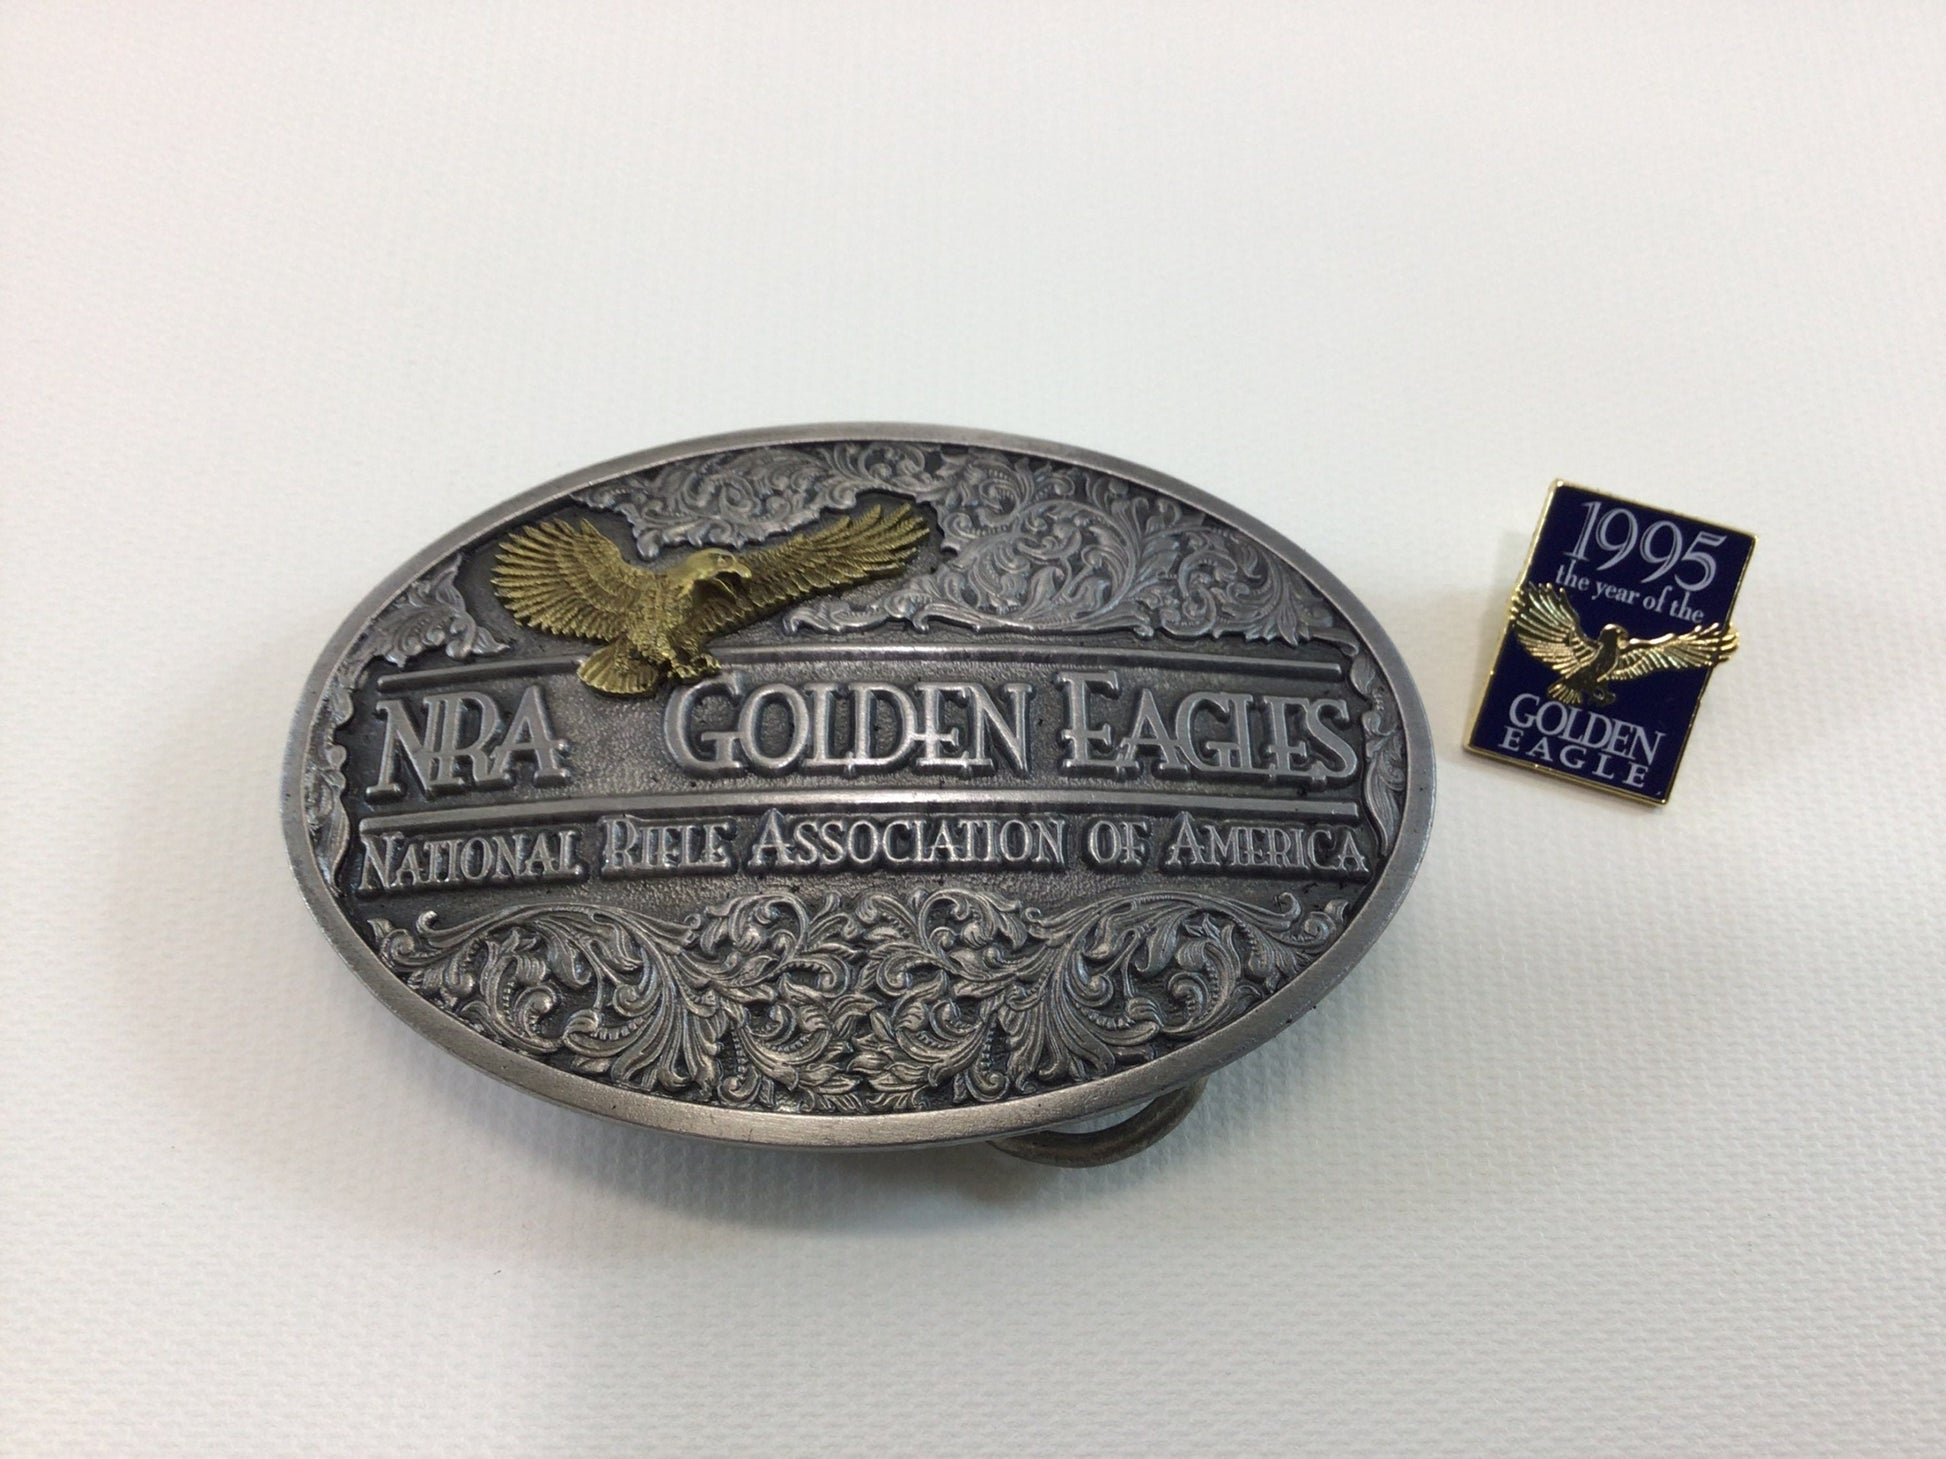 NRA GOLDEN EAGLES
NATIONAL RIFLE ASSOCIATION OF AMERICA
1995
the year of the
GOLDEN
EAGLE